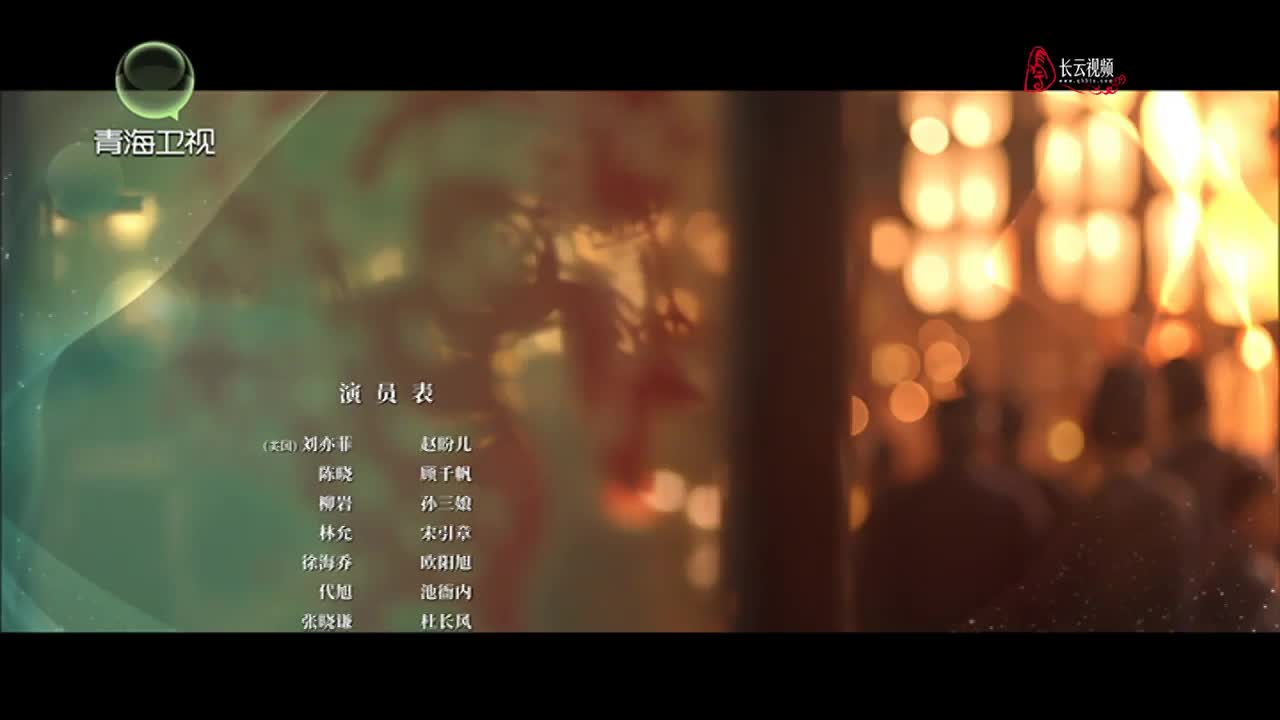 青海卫视
长云视频
演员表
(美国) 刘亦菲 赵盼儿
陈晓 顾千帆
柳岩 孙三娘
林允 宋引章
徐海乔 欧阳旭
代旭 池衙内
张晓谦 杜长风